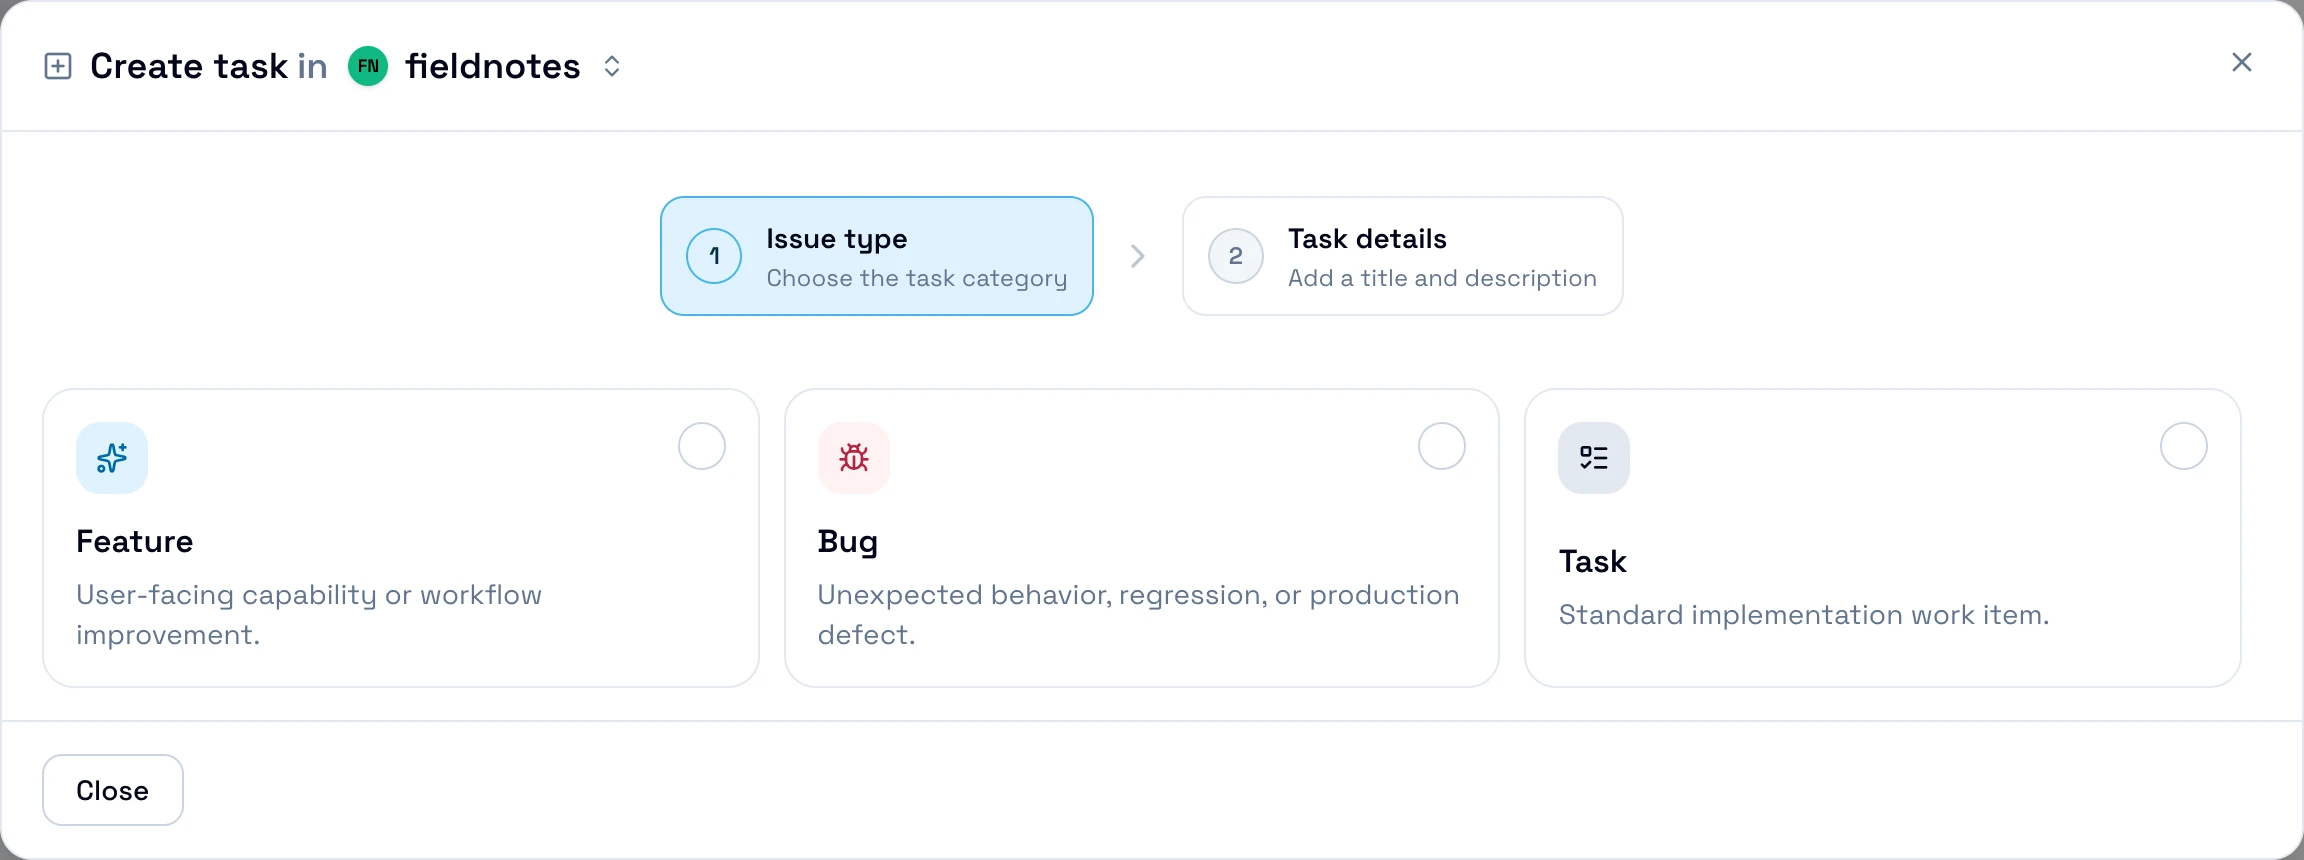 Create task in FN fieldnotes
1
Issue type
Choose the task category
2
Task details
Add a title and description
Feature
User-facing capability or workflow
improvement.
Bug
Unexpected behavior, regression, or production
defect.
Task
Standard implementation work item.
Close